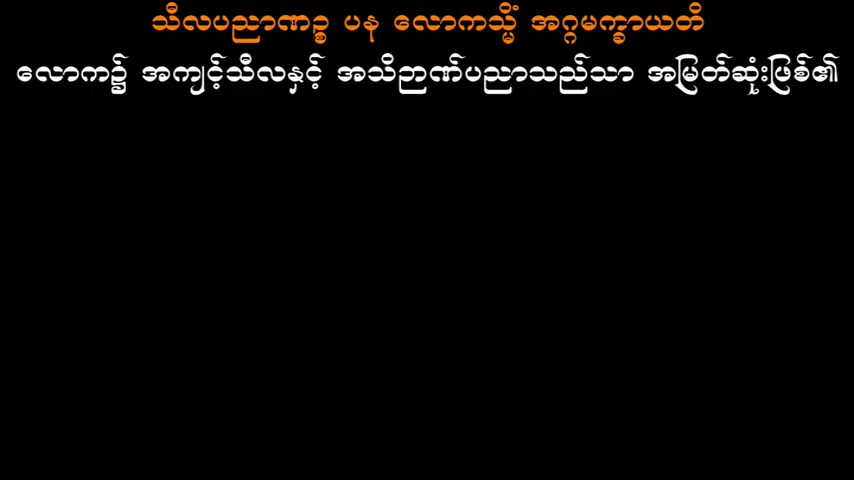 သီလပညာဏဉ္စ ပန လောကသ္မိံ အဂ္ဂမက္ခာယတိ
လောက၌ အကျင့်သီလနှင့် အသိဉာဏ်ပညာသည်သာ အမြတ်ဆုံးဖြစ်၏